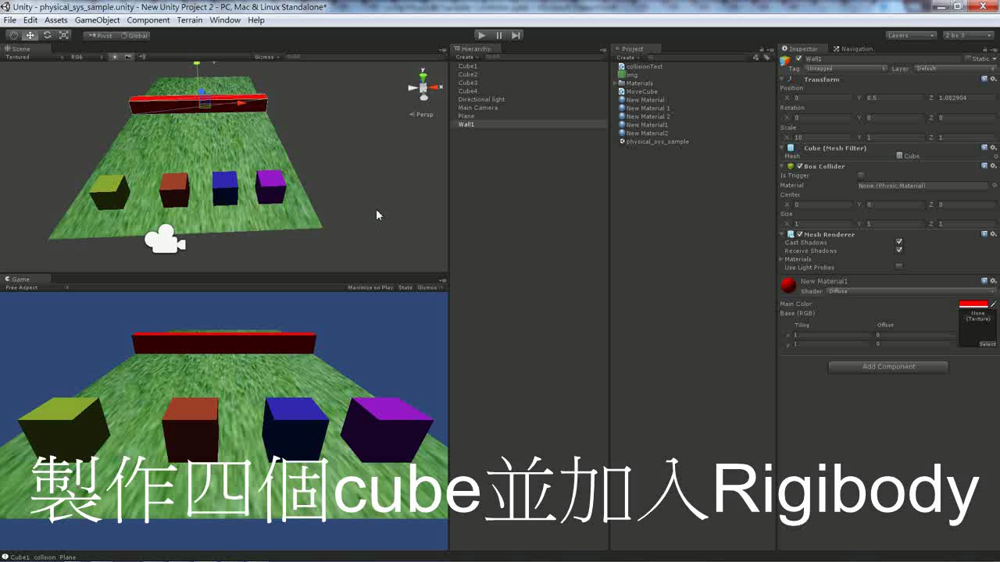 Unity - physical_sys_sample.unity - New Unity Project 2 - PC, Mac & Linux Standalone*
File Edit Assets GameObject Component Terrain Window Help
Pivot Global Layers 2 by 3
Scene
Textured RGB Gizmos All
y
x
Persp
Game
Free Aspect Maximize on Play Stats Gizmos
Hierarchy
Create All
Cube1
Cube2
Cube3
Cube4
Directional light
Main Camera
Plane
Wall1
Project
Create
collisionTest
img
Materials
MoveCube
New Material
New Material 1
New Material 2
New Material1
New Material2
physical_sys_sample
Inspector Navigation
Wall1 Static
Tag Untagged Layer Default
Transform
Position
X 0 Y 0.5 Z 1.082904
Rotation
X 0 Y 0 Z 0
Scale
X 10 Y 1 Z 1
Cube (Mesh Filter)
Mesh Cube
Box Collider
Is Trigger
Material None (Physic Material)
Center
X 0 Y 0 Z 0
Size
X 1 Y 1 Z 1
Mesh Renderer
Cast Shadows
Receive Shadows
Materials
Use Light Probes
New Material1
Shader Diffuse
Main Color
Base (RGB)
None
(Texture)
Tiling Offset
x 1 0
y 1 0
Select
Add Component
製作四個cube並加入Rigibody
Cube1 collsion Plane